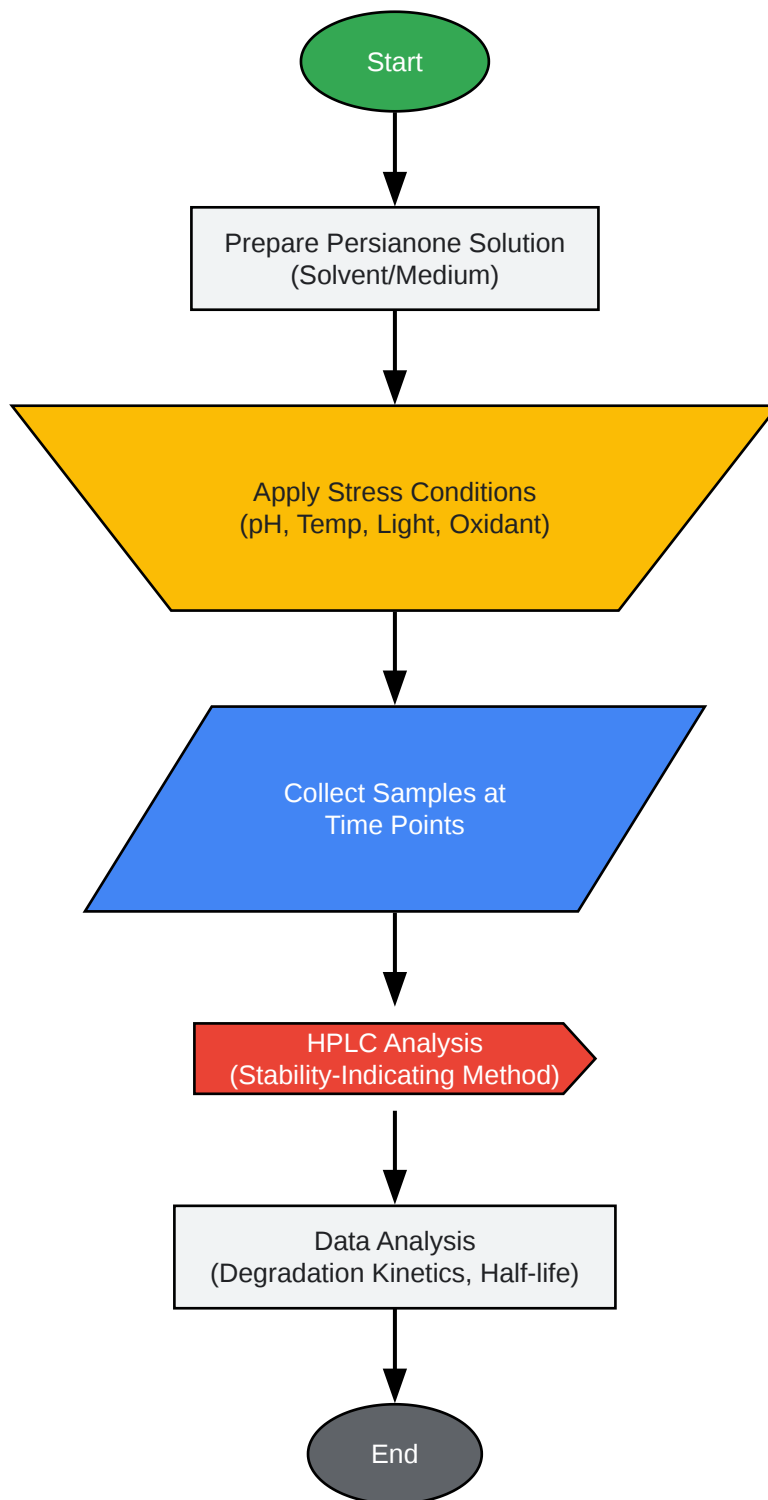 Start
Prepare Persianone Solution
(Solvent/Medium)
Apply Stress Conditions
(pH, Temp, Light, Oxidant)
Collect Samples at
Time Points
HPLC Analysis
(Stability-Indicating Method)
Data Analysis
(Degradation Kinetics, Half-life)
End